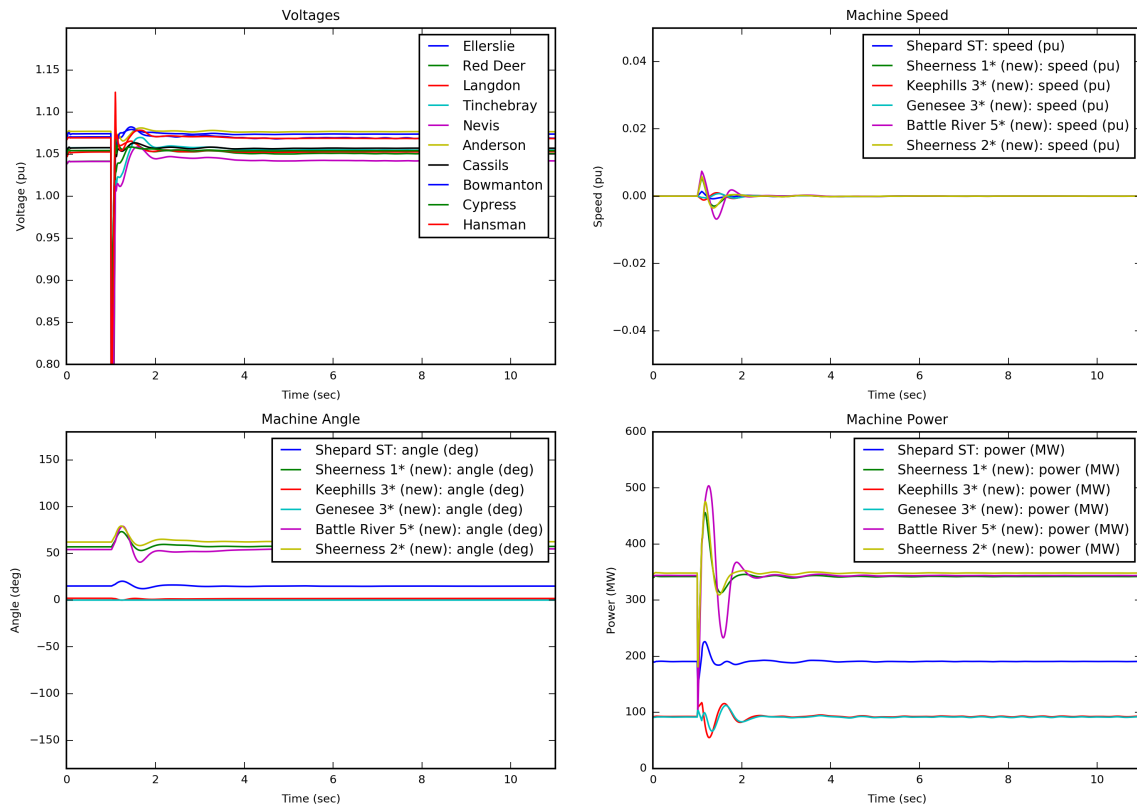 Voltages
Voltage (pu)
1.15
1.10
1.05
1.00
0.95
0.90
0.85
0.80
Ellerslie
Red Deer
Langdon
Tinchebray
Nevis
Anderson
Cassils
Bowmanton
Cypress
Hansman
0 2 4 6 8 10
Time (sec)
Machine Speed
Speed (pu)
0.04
0.02
0.00
−0.02
−0.04
Shepard ST: speed (pu)
Sheerness 1* (new): speed (pu)
Keephills 3* (new): speed (pu)
Genesee 3* (new): speed (pu)
Battle River 5* (new): speed (pu)
Sheerness 2* (new): speed (pu)
0 2 4 6 8 10
Time (sec)
Machine Angle
Angle (deg)
150
100
50
0
−50
−100
−150
Shepard ST: angle (deg)
Sheerness 1* (new): angle (deg)
Keephills 3* (new): angle (deg)
Genesee 3* (new): angle (deg)
Battle River 5* (new): angle (deg)
Sheerness 2* (new): angle (deg)
0 2 4 6 8 10
Time (sec)
Machine Power
Power (MW)
600
500
400
300
200
100
0
Shepard ST: power (MW)
Sheerness 1* (new): power (MW)
Keephills 3* (new): power (MW)
Genesee 3* (new): power (MW)
Battle River 5* (new): power (MW)
Sheerness 2* (new): power (MW)
0 2 4 6 8 10
Time (sec)